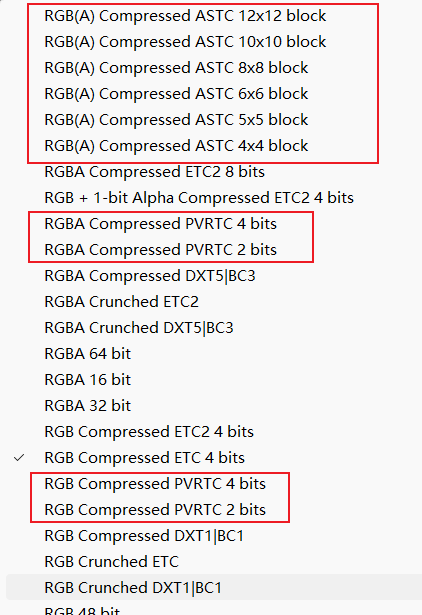 RGB(A) Compressed ASTC 12x12 block
RGB(A) Compressed ASTC 10x10 block
RGB(A) Compressed ASTC 8x8 block
RGB(A) Compressed ASTC 6x6 block
RGB(A) Compressed ASTC 5x5 block
RGB(A) Compressed ASTC 4x4 block
RGBA Compressed ETC2 8 bits
RGB + 1-bit Alpha Compressed ETC2 4 bits
RGBA Compressed PVRTC 4 bits
RGBA Compressed PVRTC 2 bits
RGBA Compressed DXT5|BC3
RGBA Crunched ETC2
RGBA Crunched DXT5|BC3
RGBA 64 bit
RGBA 16 bit
RGBA 32 bit
RGB Compressed ETC2 4 bits
RGB Compressed ETC 4 bits
RGB Compressed PVRTC 4 bits
RGB Compressed PVRTC 2 bits
RGB Compressed DXT1|BC1
RGB Crunched ETC
RGB Crunched DXT1|BC1
RGB 48 bit